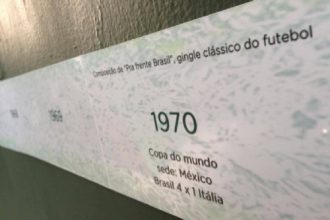 Composição de "Pra frente Brasil", gingle clássico do futebol
1969
1970
Copa do mundo
sede: México
Brasil 4 x 1 Itália